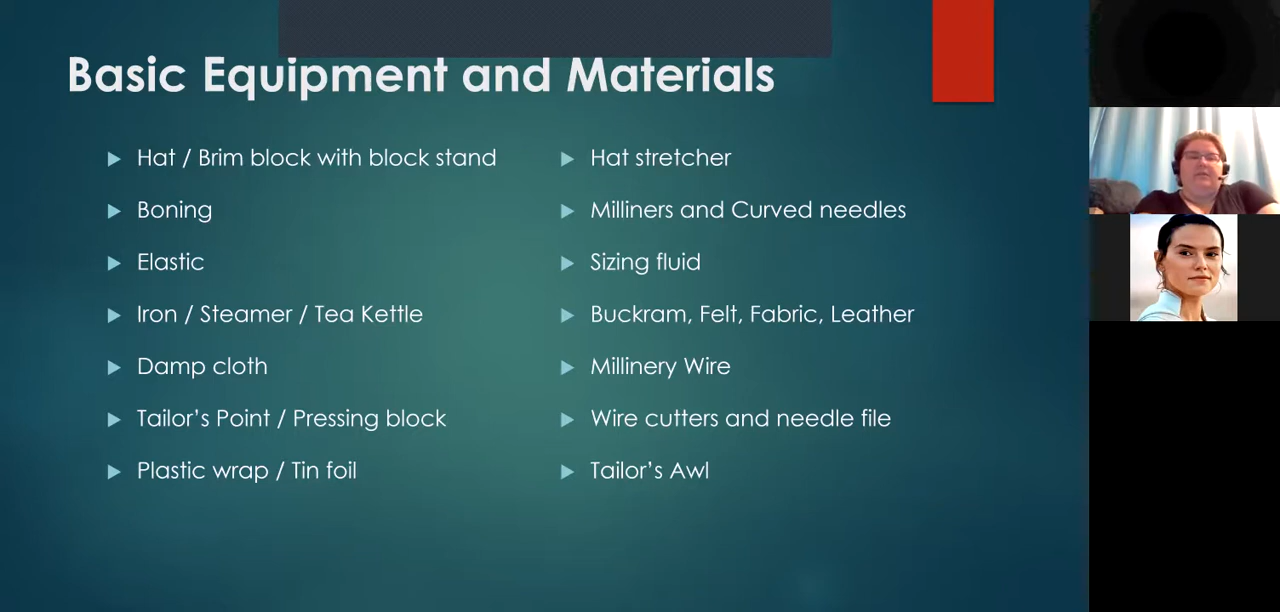 Basic Equipment and Materials
Hat / Brim block with block stand
Boning
Elastic
Iron / Steamer / Tea Kettle
Damp cloth
Tailor’s Point / Pressing block
Plastic wrap / Tin foil
Hat stretcher
Milliners and Curved needles
Sizing fluid
Buckram, Felt, Fabric, Leather
Millinery Wire
Wire cutters and needle file
Tailor’s Awl